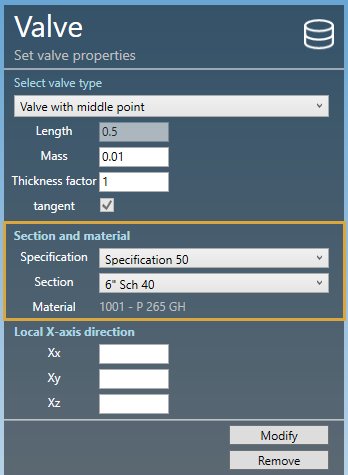 Valve
Set valve properties
Select valve type
Valve with middle point
Length 0.5
Mass 0.01
Thickness factor 1
tangent
Section and material
Specification Specification 50
Section 6" Sch 40
Material 1001 - P 265 GH
Local X-axis direction
Xx
Xy
Xz
Modify
Remove